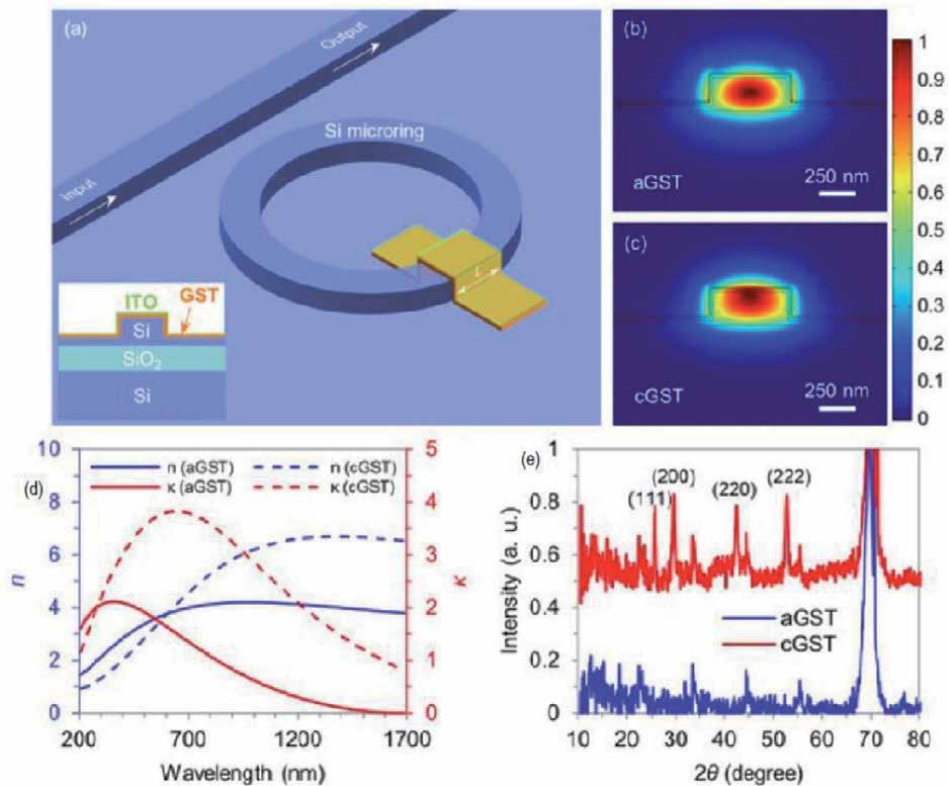 (a)
Output
Input
Si microring
L
ITO
GST
Si
SiO₂
Si
(b)
aGST
250 nm
(c)
cGST
250 nm
1
0.9
0.8
0.7
0.6
0.5
0.4
0.3
0.2
0.1
0
(d)
n (aGST)
n (cGST)
κ (aGST)
κ (cGST)
10
8
6
4
2
0
n
5
4
3
2
1
0
κ
200
700
1200
1700
Wavelength (nm)
(e)
(111)
(200)
(220)
(222)
aGST
cGST
1
0.8
0.6
0.4
0.2
0
Intensity (a. u.)
10 20 30 40 50 60 70 80
2θ (degree)